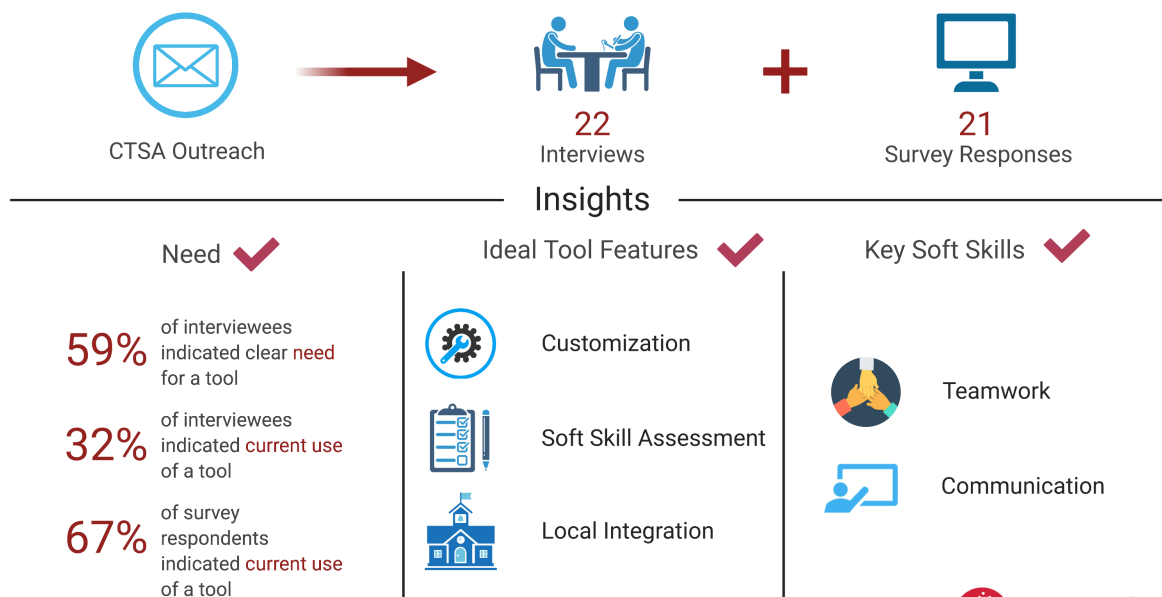 CTSA Outreach
22
Interviews
21
Survey Responses
Insights
Need
59%
of interviewees
indicated clear need
for a tool
32%
of interviewees
indicated current use
of a tool
67%
of survey
respondents
indicated current use
of a tool
Ideal Tool Features
Customization
Soft Skill Assessment
Local Integration
Key Soft Skills
Teamwork
Communication